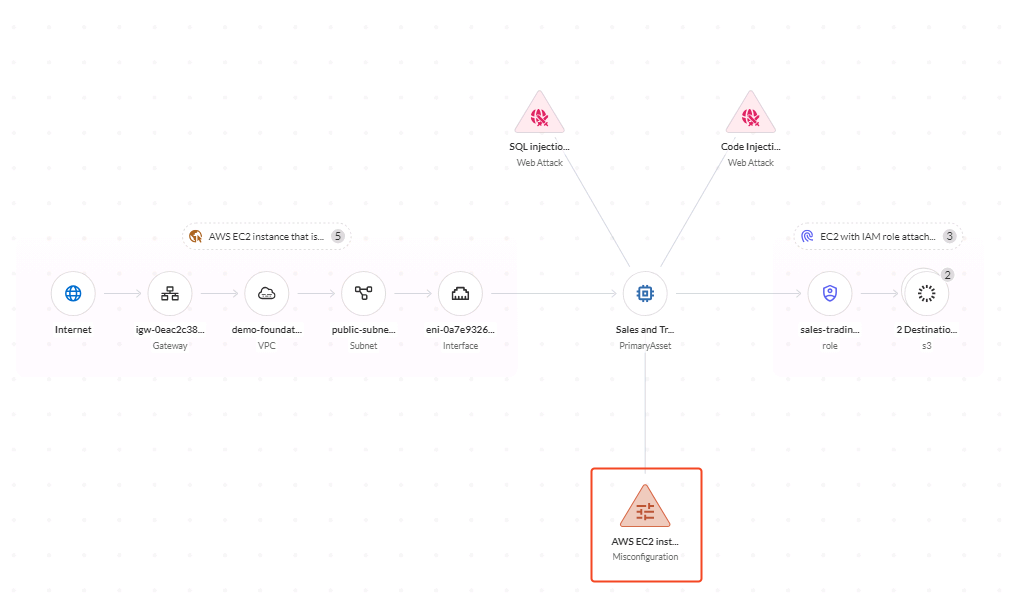 SQL injectio...
Web Attack
Code Injecti...
Web Attack
AWS EC2 instance that is... 5
EC2 with IAM role attach... 3
2
Internet
igw-0eac2c38...
Gateway
demo-foundat...
VPC
public-subne...
Subnet
eni-0a7e9326...
Interface
Sales and Tr...
PrimaryAsset
sales-tradin...
role
2 Destinatio...
s3
AWS EC2 inst...
Misconfiguration